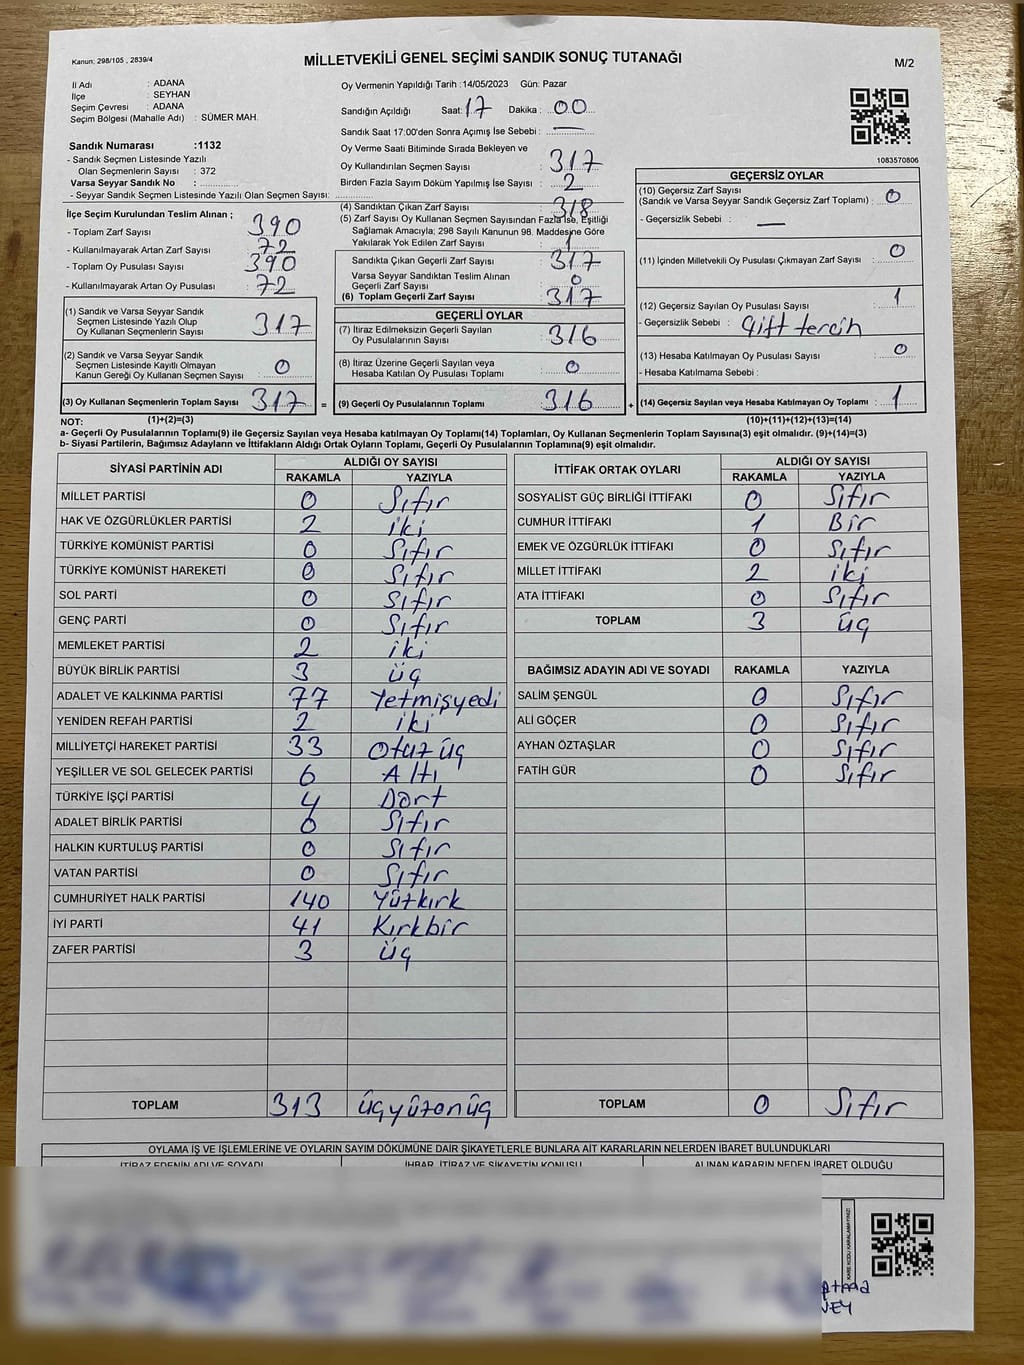 Kanun; 298/105 , 2839/4
MİLLETVEKİLİ GENEL SEÇİMİ SANDIK SONUÇ TUTANAĞI
M/2
İl Adı : ADANA
İlçe : SEYHAN
Seçim Çevresi : ADANA
Seçim Bölgesi (Mahalle Adı) : SÜMER MAH.
Sandık Numarası :1132
- Sandık Seçmen Listesinde Yazılı
Olan Seçmenlerin Sayısı : 372
Varsa Seyyar Sandık No : ..............
- Seyyar Sandık Seçmen Listesinde Yazılı Olan Seçmen Sayısı:
Oy Vermenin Yapıldığı Tarih :14/05/2023 Gün: Pazar
Sandığın Açıldığı Saat: 17 Dakika : 00
Sandık Saat 17:00'den Sonra Açımış İse Sebebi : —
Oy Verme Saati Bitiminde Sırada Bekleyen ve
Oy Kullandırılan Seçmen Sayısı : 317
Birden Fazla Sayım Döküm Yapılmış İse Sayısı : 2
1083570806
İlçe Seçim Kurulundan Teslim Alınan ;
- Toplam Zarf Sayısı : 390
- Kullanılmayarak Artan Zarf Sayısı : 72
- Toplam Oy Pusulası Sayısı : 390
- Kullanılmayarak Artan Oy Pusulası : 72
(1) Sandık ve Varsa Seyyar Sandık
Seçmen Listesinde Yazılı Olup
Oy Kullanan Seçmenlerin Sayısı : 317
(2) Sandık ve Varsa Seyyar Sandık
Seçmen Listesinde Kayıtlı Olmayan
Kanun Gereği Oy Kullanan Seçmen Sayısı : 0
(3) Oy Kullanan Seçmenlerin Toplam Sayısı : 317 =
(4) Sandıktan Çıkan Zarf Sayısı : 318
(5) Zarf Sayısı Oy Kullanan Seçmen Sayısından Fazla İse, Eşitliği
Sağlamak Amacıyla; 298 Sayılı Kanunun 98. Maddesine Göre
Yakılarak Yok Edilen Zarf Sayısı : 1
Sandıkta Çıkan Geçerli Zarf Sayısı : 317
Varsa Seyyar Sandıktan Teslim Alınan
Geçerli Zarf Sayısı : 0
(6) Toplam Geçerli Zarf Sayısı : 317
GEÇERLİ OYLAR
(7) İtiraz Edilmeksizin Geçerli Sayılan
Oy Pusulalarının Sayısı : 316
(8) İtiraz Üzerine Geçerli Sayılan veya
Hesaba Katılan Oy Pusulası Toplamı : 0
(9) Geçerli Oy Pusulalarının Toplamı : 316 +
GEÇERSİZ OYLAR
(10) Geçersiz Zarf Sayısı
(Sandık ve Varsa Seyyar Sandık Geçersiz Zarf Toplamı) : 0
- Geçersizlik Sebebi : —
(11) İçinden Milletvekili Oy Pusulası Çıkmayan Zarf Sayısı : 0
(12) Geçersiz Sayılan Oy Pusulası Sayısı : 1
- Geçersizlik Sebebi : Çift tercih
(13) Hesaba Katılmayan Oy Pusulası Sayısı : 0
- Hesaba Katılmama Sebebi :
(14) Geçersiz Sayılan veya Hesaba Katılmayan Oy Toplamı : 1
NOT: (1)+(2)=(3) (10)+(11)+(12)+(13)=(14)
a- Geçerli Oy Pusulalarının Toplamı(9) ile Geçersiz Sayılan veya Hesaba katılmayan Oy Toplamı(14) Toplamları, Oy Kullanan Seçmenlerin Toplam Sayısına(3) eşit olmalıdır. (9)+(14)=(3)
b- Siyasi Partilerin, Bağımsız Adayların ve İttifakların Aldığı Ortak Oyların Toplamı, Geçerli Oy Pusulalarının Toplamına(9) eşit olmalıdır.
SİYASİ PARTİNİN ADI ALDIĞI OY SAYISI
RAKAMLA YAZIYLA
MİLLET PARTİSİ 0 Sıfır
HAK VE ÖZGÜRLÜKLER PARTİSİ 2 iki
TÜRKİYE KOMÜNİST PARTİSİ 0 Sıfır
TÜRKİYE KOMÜNİST HAREKETİ 0 Sıfır
SOL PARTİ 0 Sıfır
GENÇ PARTİ 0 Sıfır
MEMLEKET PARTİSİ 2 iki
BÜYÜK BİRLİK PARTİSİ 3 üç
ADALET VE KALKINMA PARTİSİ 77 Yetmişyedi
YENİDEN REFAH PARTİSİ 2 iki
MİLLİYETÇİ HAREKET PARTİSİ 33 Otuz üç
YEŞİLLER VE SOL GELECEK PARTİSİ 6 Altı
TÜRKİYE İŞÇİ PARTİSİ 4 Dört
ADALET BİRLİK PARTİSİ 0 Sıfır
HALKIN KURTULUŞ PARTİSİ 0 Sıfır
VATAN PARTİSİ 0 Sıfır
CUMHURİYET HALK PARTİSİ 140 Yüzkırk
İYİ PARTİ 41 Kırkbir
ZAFER PARTİSİ 3 üç
TOPLAM 313 üçyüzonüç
İTTİFAK ORTAK OYLARI ALDIĞI OY SAYISI
RAKAMLA YAZIYLA
SOSYALİST GÜÇ BİRLİĞİ İTTİFAKI 0 Sıfır
CUMHUR İTTİFAKI 1 Bir
EMEK VE ÖZGÜRLÜK İTTİFAKI 0 Sıfır
MİLLET İTTİFAKI 2 iki
ATA İTTİFAKI 0 Sıfır
TOPLAM 3 üç
BAĞIMSIZ ADAYIN ADI VE SOYADI RAKAMLA YAZIYLA
SALİM ŞENGÜL 0 Sıfır
ALİ GÖÇER 0 Sıfır
AYHAN ÖZTAŞLAR 0 Sıfır
FATİH GÜR 0 Sıfır
TOPLAM 0 Sıfır
OYLAMA İŞ VE İŞLEMLERİNE VE OYLARIN SAYIM DÖKÜMÜNE DAİR ŞİKAYETLERLE BUNLARA AİT KARARLARIN NELERDEN İBARET BULUNDUKLARI
İTİRAZ EDENİN ADI VE SOYADI İHBAR, İTİRAZ VE ŞİKAYETİN KONUSU ALINAN KARARIN NEDEN İBARET OLDUĞU
KARE KODU KARALAMAYINIZ!